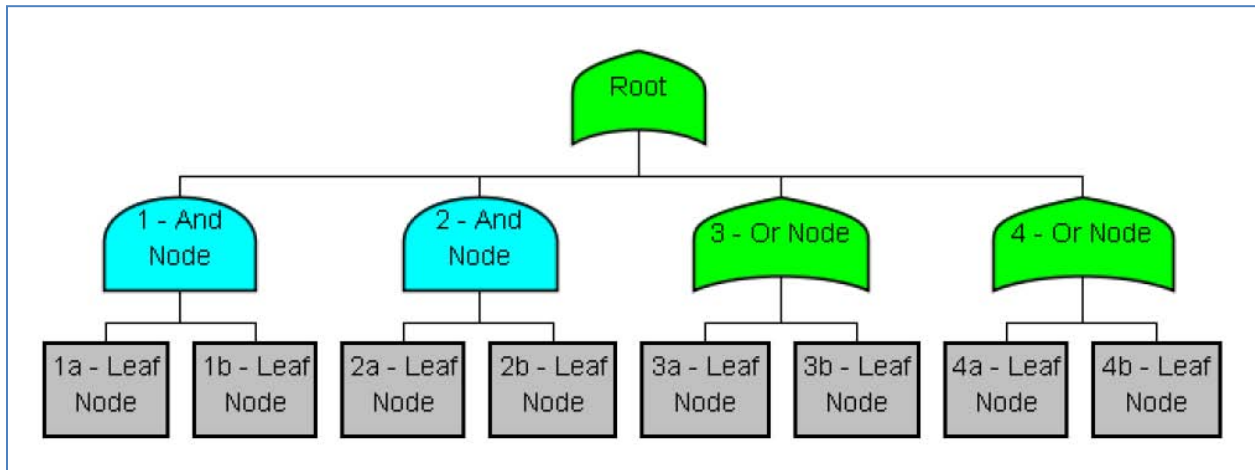 Root
1 - And
Node
2 - And
Node
3 - Or Node
4 - Or Node
1a - Leaf
Node
1b - Leaf
Node
2a - Leaf
Node
2b - Leaf
Node
3a - Leaf
Node
3b - Leaf
Node
4a - Leaf
Node
4b - Leaf
Node